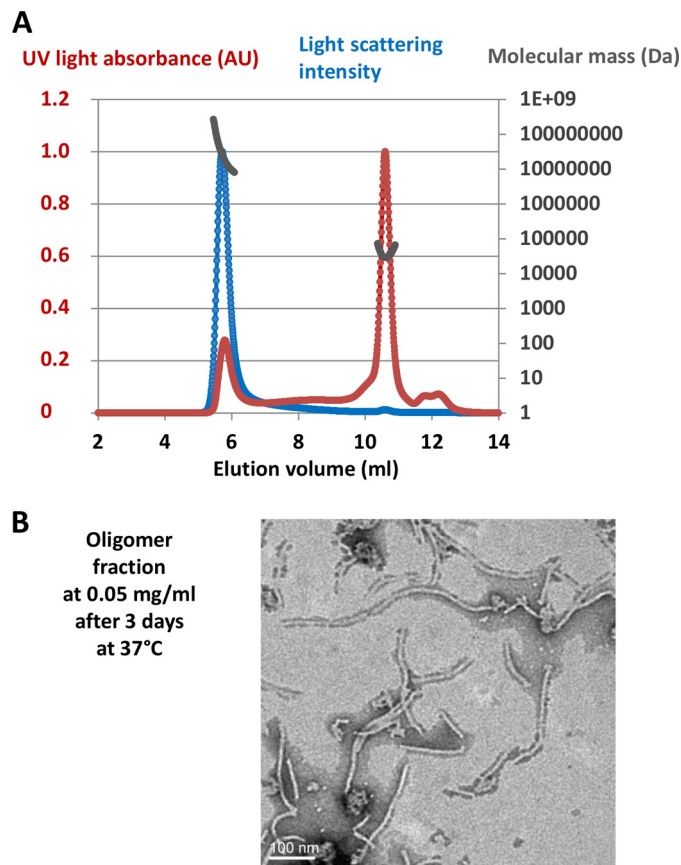 A
UV light absorbance (AU)
Light scattering
intensity
Molecular mass (Da)
1.2
1.0
0.8
0.6
0.4
0.2
0
1E+09
100000000
10000000
1000000
100000
10000
1000
100
10
1
2 4 6 8 10 12 14
Elution volume (ml)
B
Oligomer
fraction
at 0.05 mg/ml
after 3 days
at 37°C
100 nm